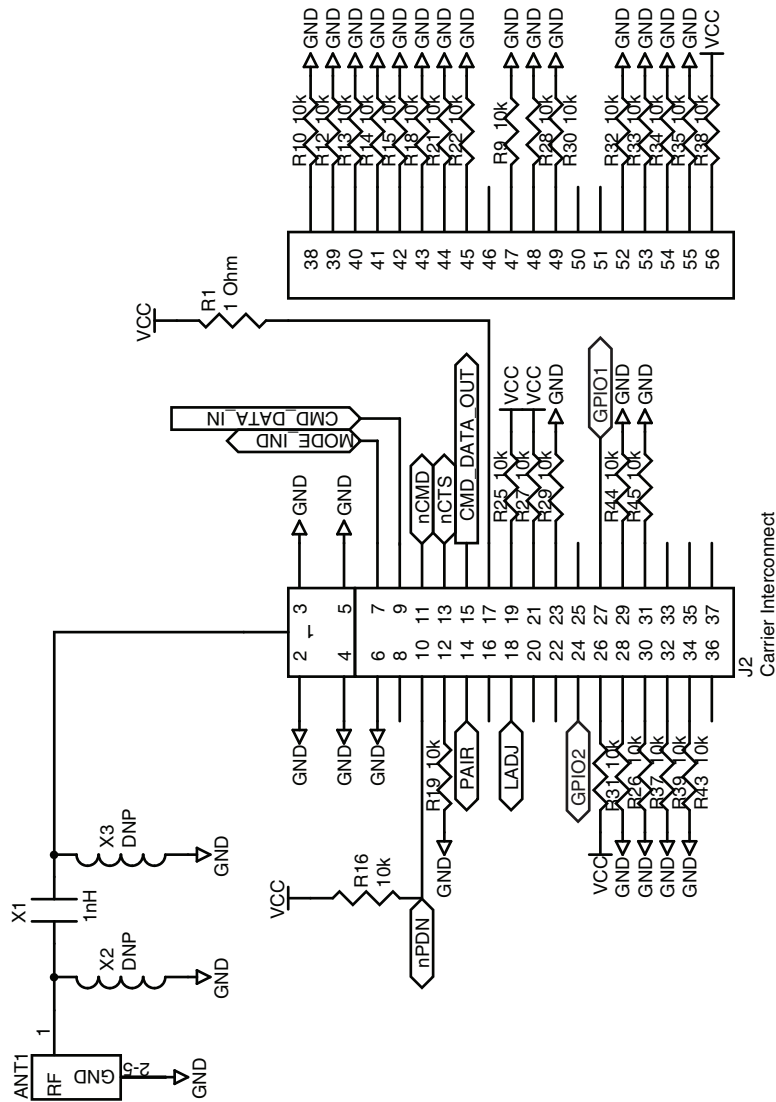 ANT1
RF
GND
1
2-5
GND
X2
DNP
GND
X1
1nH
X3
DNP
GND
VCC
R16
10k
nPDN
GND
GND
GND
GND R19 10k
PAIR
LADJ
GPIO2
VCC R31 10k
GND R26 10k
GND R37 10k
GND R39 10k
GND R43 10k
1
2 3
4 5
6 7
8 9
10 11
12 13
14 15
16 17
18 19
20 21
22 23
24 25
26 27
28 29
30 31
32 33
34 35
36 37
J2
Carrier Interconnect
GND
GND
MODE_IND
CMD_DATA_IN
nCMD
nCTS
CMD_DATA_OUT
VCC
R1
1 Ohm
R25 10k VCC
R27 10k VCC
R29 10k GND
GPIO1
R44 10k GND
R45 10k GND
38 R10 10k GND
39 R12 10k GND
40 R13 10k GND
41 R14 10k GND
42 R15 10k GND
43 R18 10k GND
44 R21 10k GND
45 R22 10k GND
46
47 R9 10k GND
48 R28 10k GND
49 R30 10k GND
50
51
52 R32 10k GND
53 R33 10k GND
54 R34 10k GND
55 R35 10k GND
56 R38 10k VCC